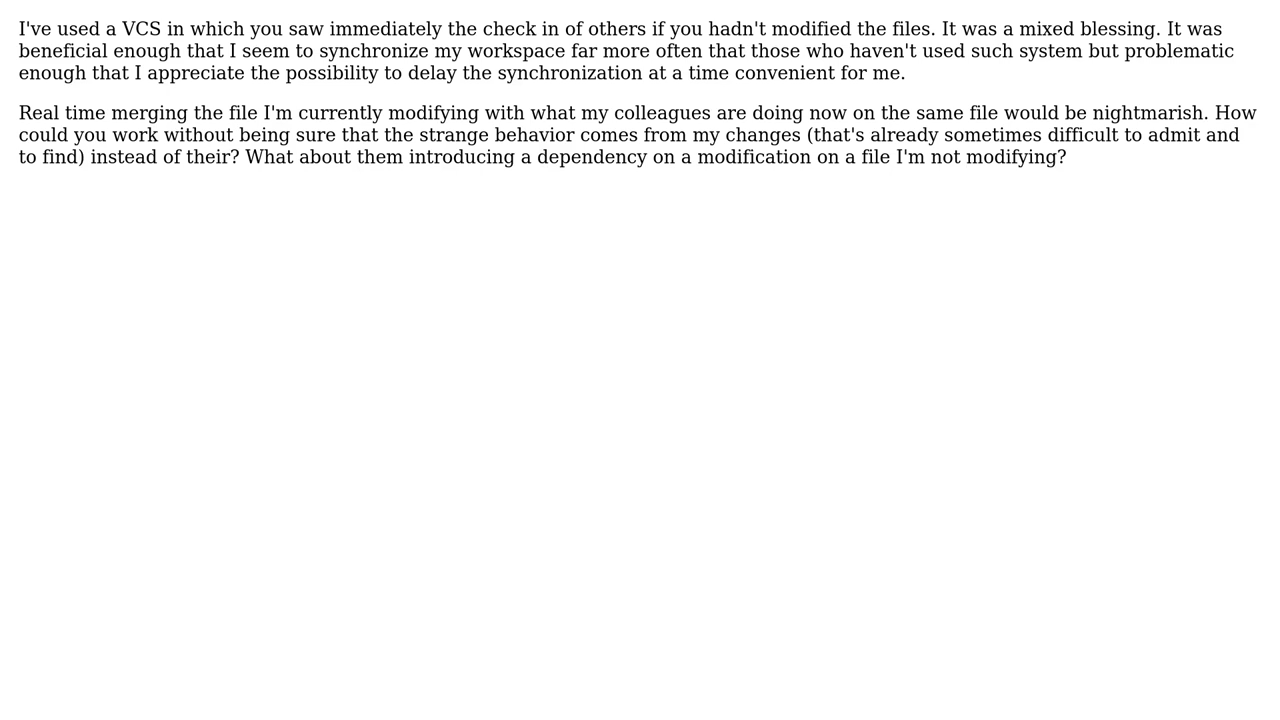 I've used a VCS in which you saw immediately the check in of others if you hadn't modified the files. It was a mixed blessing. It was
beneficial enough that I seem to synchronize my workspace far more often that those who haven't used such system but problematic
enough that I appreciate the possibility to delay the synchronization at a time convenient for me.
Real time merging the file I'm currently modifying with what my colleagues are doing now on the same file would be nightmarish. How
could you work without being sure that the strange behavior comes from my changes (that's already sometimes difficult to admit and
to find) instead of their? What about them introducing a dependency on a modification on a file I'm not modifying?